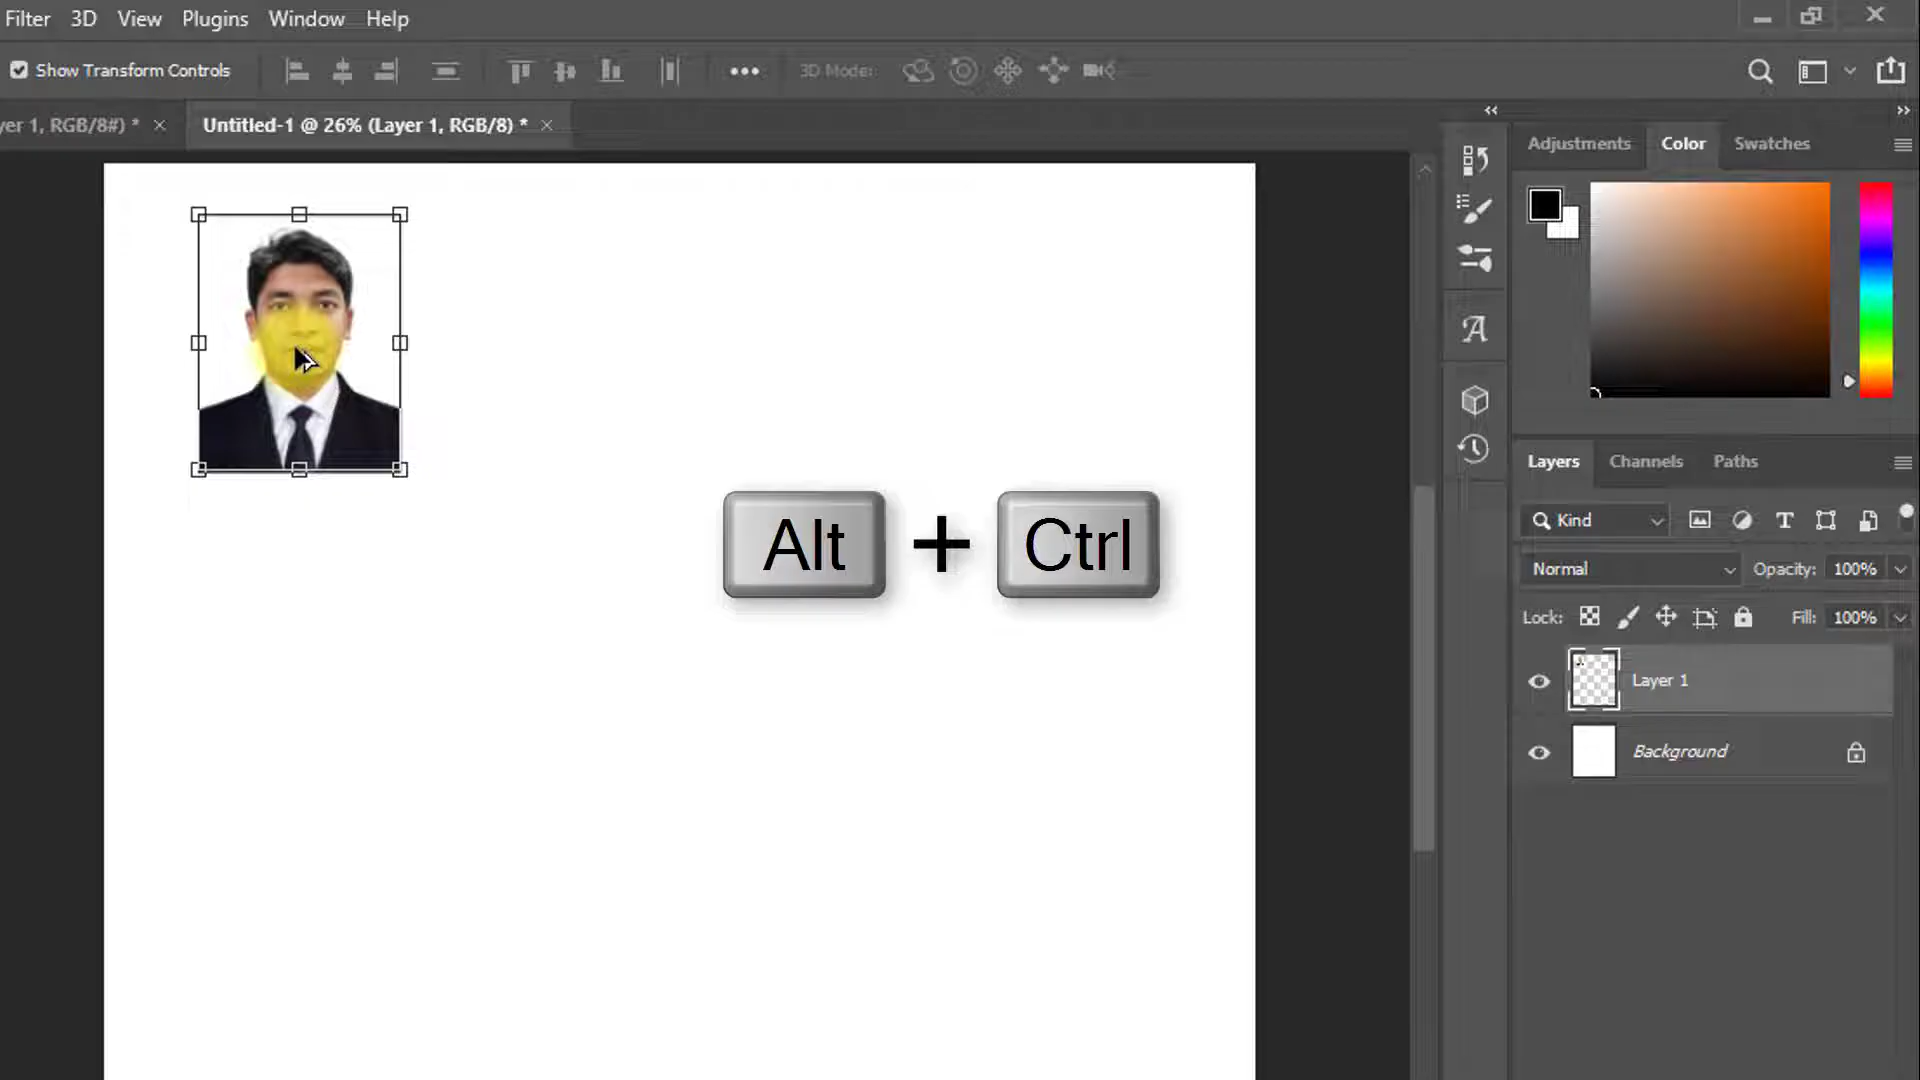 Filter 3D View Plugins Window Help
Show Transform Controls 3D Mode:
yer 1, RGB/8#) * × Untitled-1 @ 26% (Layer 1, RGB/8) * ×
Adjustments Color Swatches
Alt + Ctrl
Layers Channels Paths
Kind
Normal Opacity: 100%
Lock: Fill: 100%
Layer 1
Background